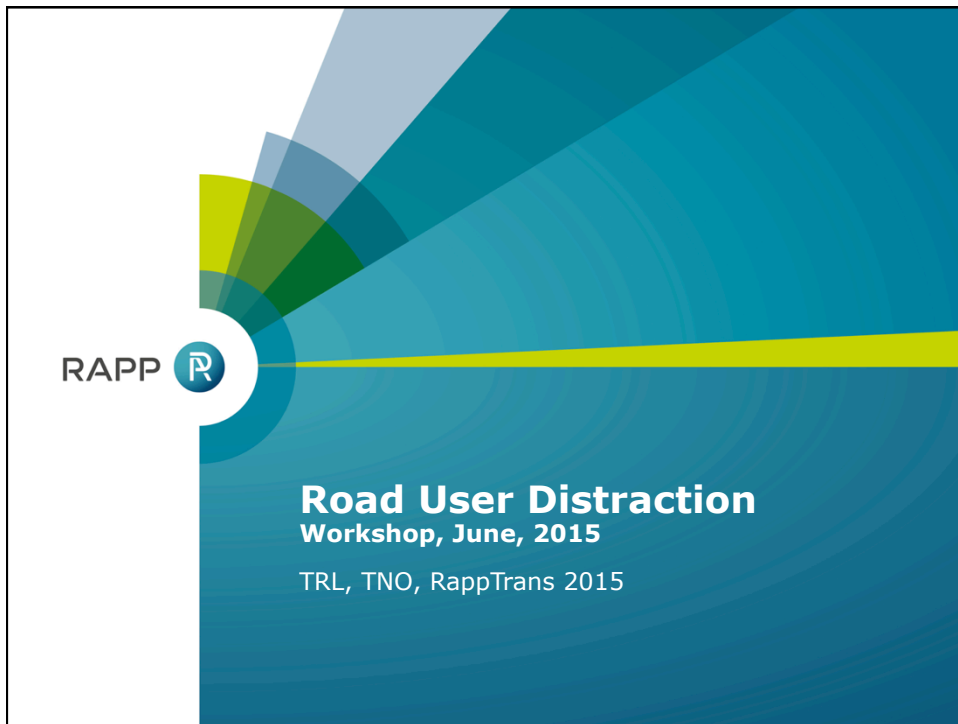 RAPP
Road User Distraction
Workshop, June, 2015
TRL, TNO, RappTrans 2015